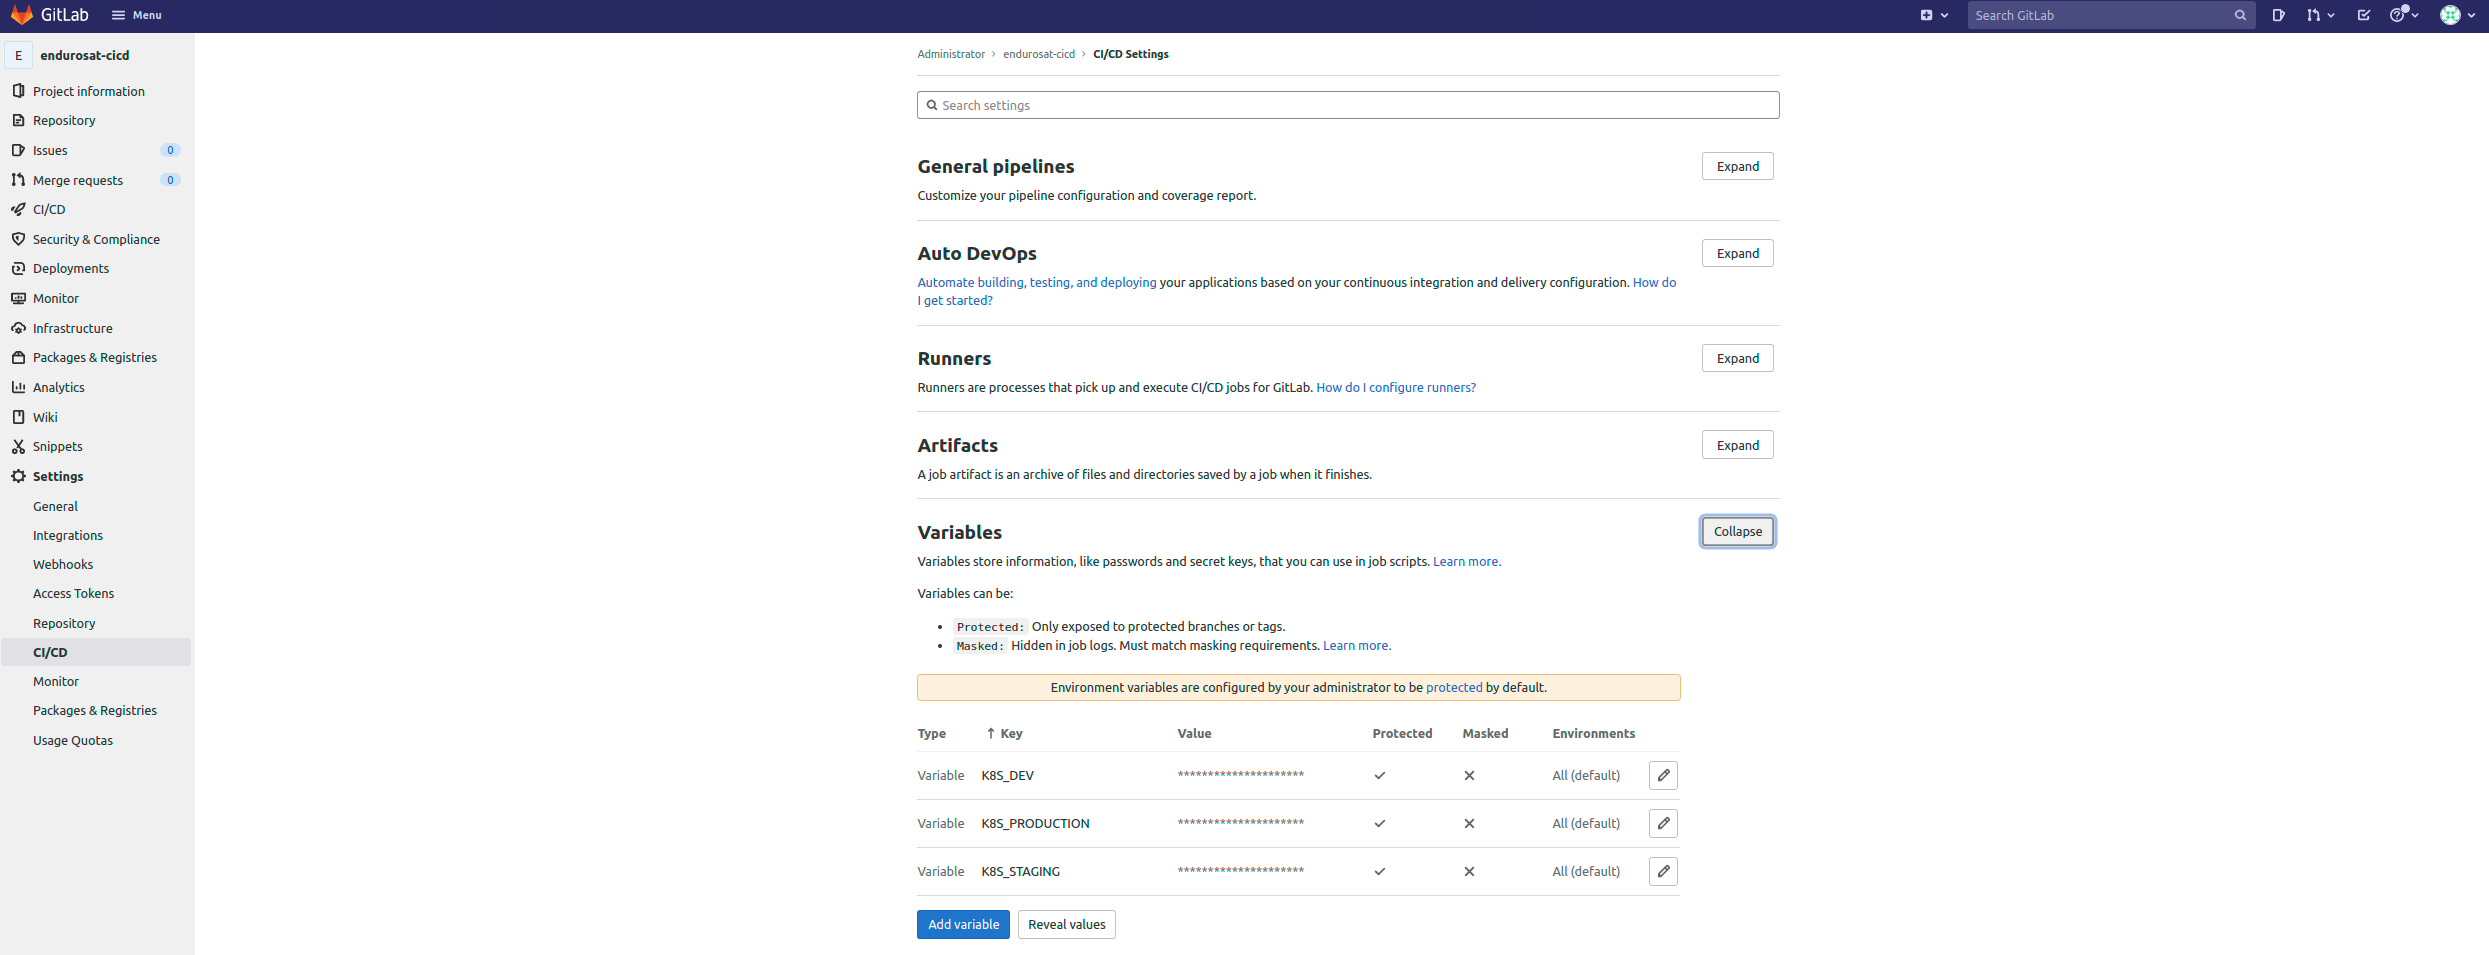 GitLab
Menu
Search GitLab
E
endurosat-cicd
Project information
Repository
Issues 0
Merge requests 0
CI/CD
Security & Compliance
Deployments
Monitor
Infrastructure
Packages & Registries
Analytics
Wiki
Snippets
Settings
General
Integrations
Webhooks
Access Tokens
Repository
CI/CD
Monitor
Packages & Registries
Usage Quotas
Administrator › endurosat-cicd › CI/CD Settings
Search settings
General pipelines
Expand
Customize your pipeline configuration and coverage report.
Auto DevOps
Expand
Automate building, testing, and deploying your applications based on your continuous integration and delivery configuration. How do
I get started?
Runners
Expand
Runners are processes that pick up and execute CI/CD jobs for GitLab. How do I configure runners?
Artifacts
Expand
A job artifact is an archive of files and directories saved by a job when it finishes.
Variables
Collapse
Variables store information, like passwords and secret keys, that you can use in job scripts. Learn more.
Variables can be:
• Protected: Only exposed to protected branches or tags.
• Masked: Hidden in job logs. Must match masking requirements. Learn more.
Environment variables are configured by your administrator to be protected by default.
Type ↑ Key Value Protected Masked Environments
Variable K8S_DEV ********************* ✓ ✕ All (default)
Variable K8S_PRODUCTION ********************* ✓ ✕ All (default)
Variable K8S_STAGING ********************* ✓ ✕ All (default)
Add variable Reveal values